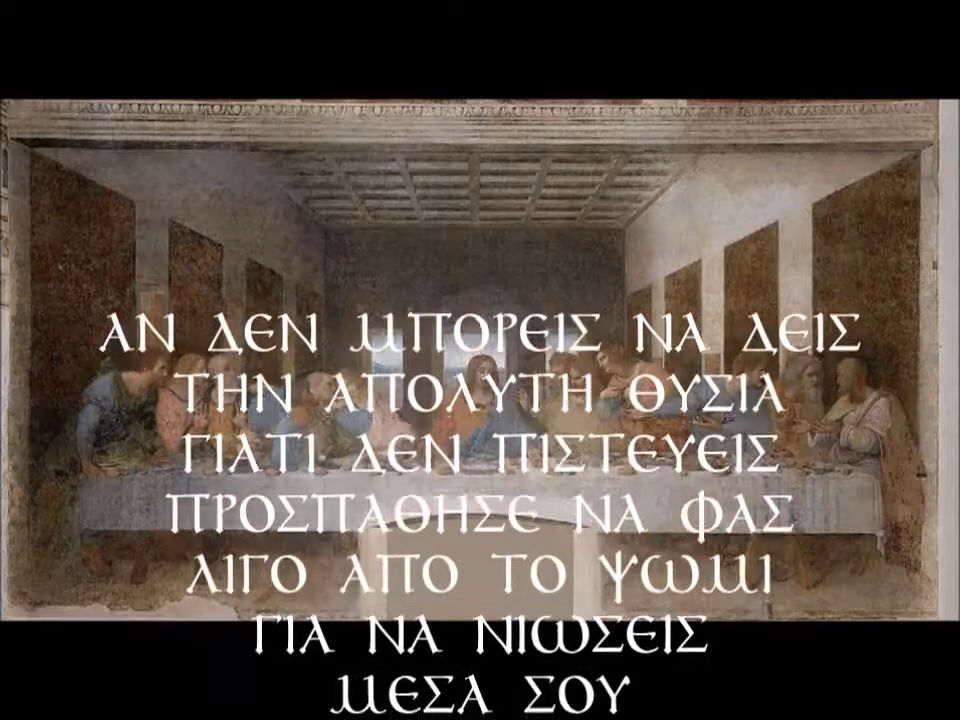 ΑΝ ΔΕΝ ΜΠΟΡΕΙΣ ΝΑ ΔΕΙΣ
ΤΗΝ ΑΠΟΛΥΤΗ ΘΥΣΙΑ
ΓΙΑΤΙ ΔΕΝ ΠΙΣΤΕΥΕΙΣ
ΠΡΟΣΠΑΘΗΣΕ ΝΑ ΦΑΣ
ΛΙΓΟ ΑΠΟ ΤΟ ΨΩΜΙ
ΓΙΑ ΝΑ ΝΙΩΣΕΙΣ
ΜΕΣΑ ΣΟΥ